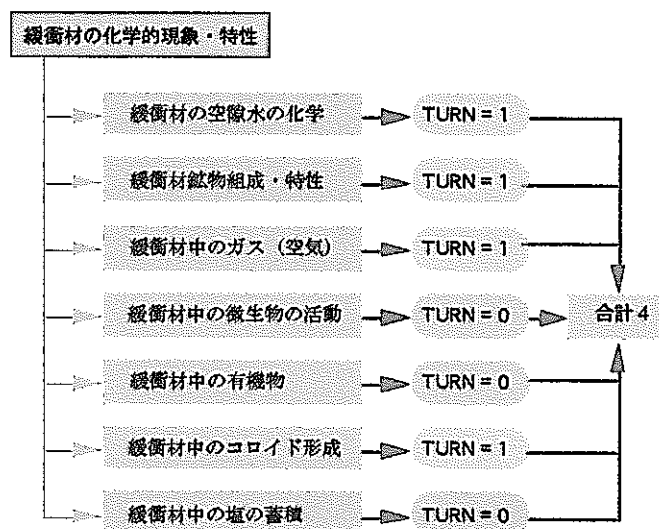 緩衝材の化学的現象・特性
緩衝材の空隙水の化学 TURN = 1
緩衝材鉱物組成・特性 TURN = 1
緩衝材中のガス（空気） TURN = 1
緩衝材中の微生物の活動 TURN = 0 合計 4
緩衝材中の有機物 TURN = 0
緩衝材中のコロイド形成 TURN = 1
緩衝材中の塩の蓄積 TURN = 0